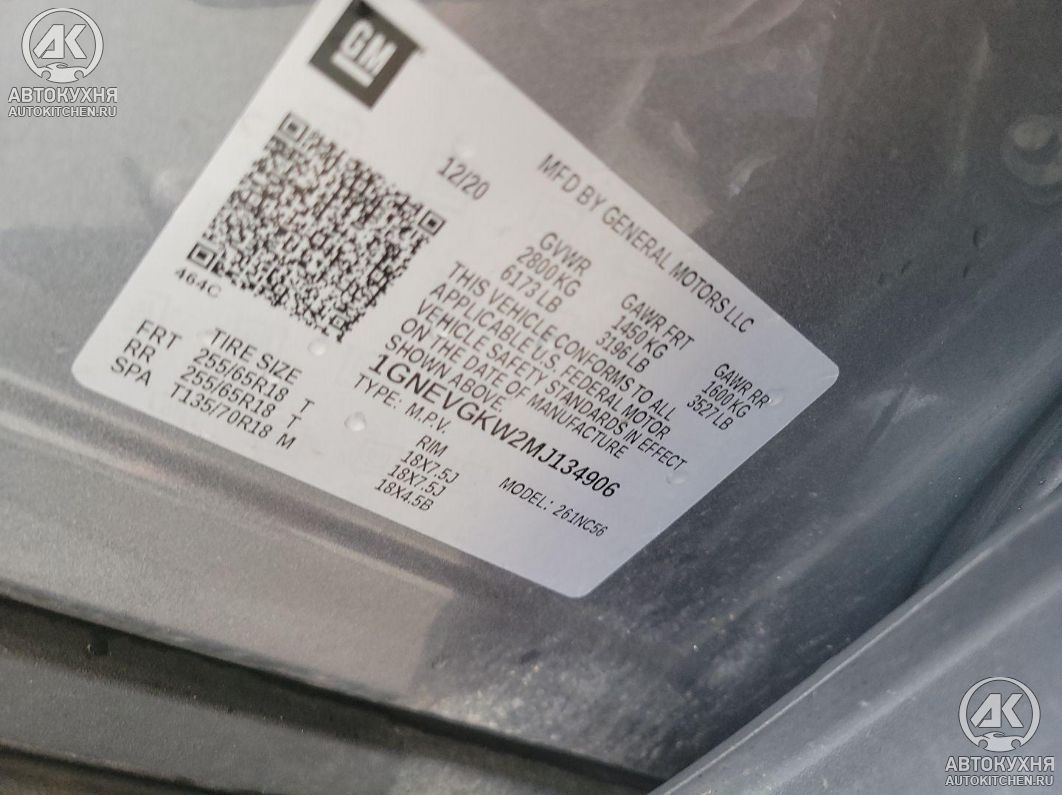 AK
АВТОКУХНЯ
AUTOKITCHEN.RU
GM
MFD BY GENERAL MOTORS LLC
12/20
GVWR GAWR FRT GAWR RR
2800 KG 1450 KG 1600 KG
6173 LB 3196 LB 3527 LB
THIS VEHICLE CONFORMS TO ALL
APPLICABLE U.S. FEDERAL MOTOR
VEHICLE SAFETY STANDARDS IN EFFECT
ON THE DATE OF MANUFACTURE
SHOWN ABOVE.
464C
1GNEVGKW2MJ134906
TYPE: M.P.V. MODEL: 261NC56
TIRE SIZE RIM
FRT 255/65R18 T 18X7.5J
RR 255/65R18 T 18X7.5J
SPA T135/70R18 M 18X4.5B
AK
АВТОКУХНЯ
AUTOKITCHEN.RU